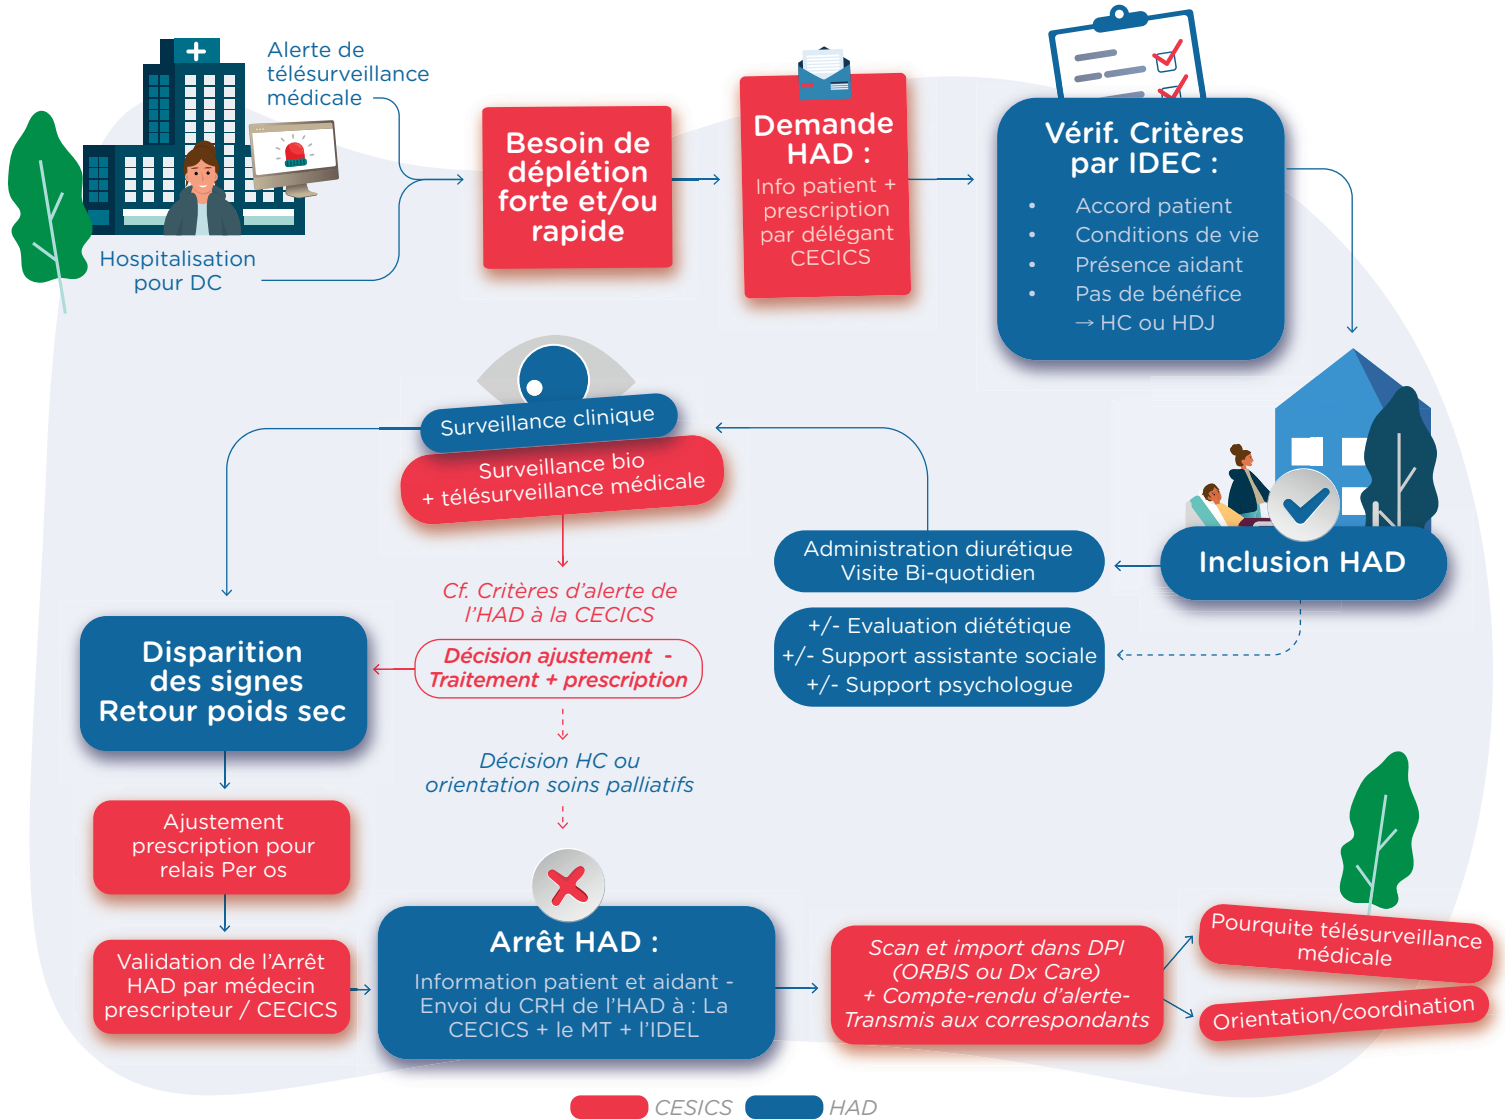 Alerte de
télésurveillance
médicale
Hospitalisation
pour DC
Besoin de
déplétion
forte et/ou
rapide
Demande
HAD :
Info patient +
prescription
par délégant
CECICS
Vérif. Critères
par IDEC :
• Accord patient
• Conditions de vie
• Présence aidant
• Pas de bénéfice
→ HC ou HDJ
Inclusion HAD
Administration diurétique
Visite Bi-quotidien
+/- Evaluation diététique
+/- Support assistante sociale
+/- Support psychologue
Surveillance clinique
Surveillance bio
+ télésurveillance médicale
Cf. Critères d'alerte de
l'HAD à la CECICS
Décision ajustement -
Traitement + prescription
Décision HC ou
orientation soins palliatifs
Disparition
des signes
Retour poids sec
Ajustement
prescription pour
relais Per os
Validation de l'Arrêt
HAD par médecin
prescripteur / CECICS
Arrêt HAD :
Information patient et aidant -
Envoi du CRH de l'HAD à : La
CECICS + le MT + l'IDEL
Scan et import dans DPI
(ORBIS ou Dx Care)
+ Compte-rendu d'alerte-
Transmis aux correspondants
Pourquite télésurveillance
médicale
Orientation/coordination
CESICS
HAD